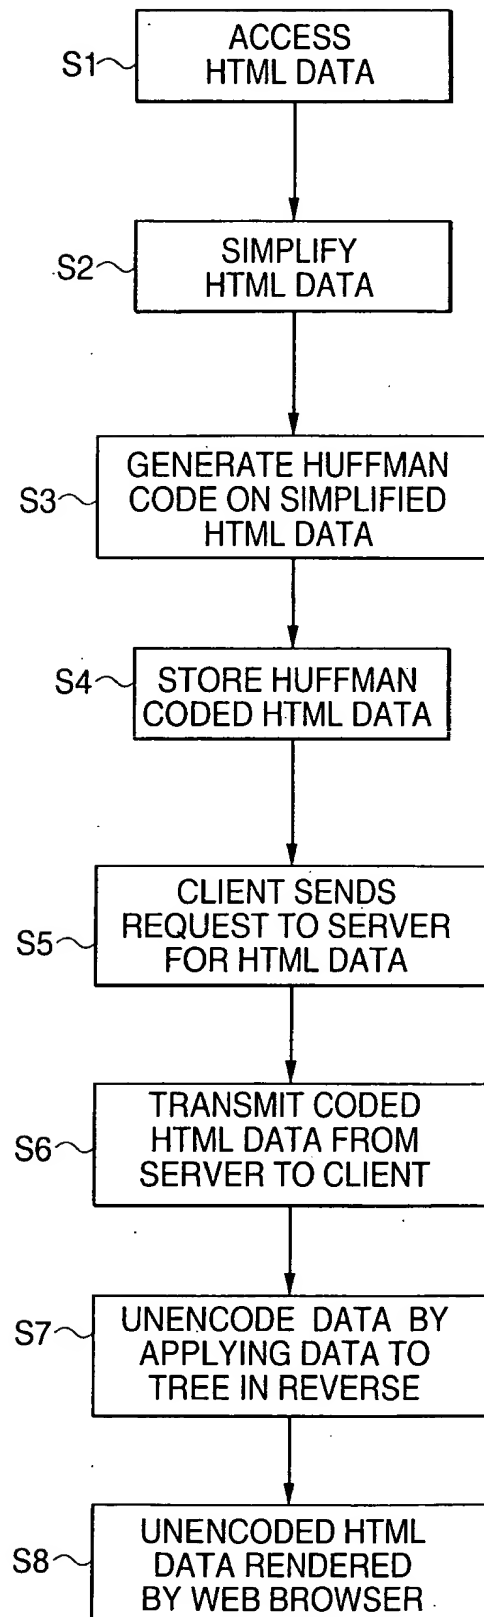 S1
ACCESS
HTML DATA
S2
SIMPLIFY
HTML DATA
S3
GENERATE HUFFMAN
CODE ON SIMPLIFIED
HTML DATA
S4
STORE HUFFMAN
CODED HTML DATA
S5
CLIENT SENDS
REQUEST TO SERVER
FOR HTML DATA
S6
TRANSMIT CODED
HTML DATA FROM
SERVER TO CLIENT
S7
UNENCODE DATA BY
APPLYING DATA TO
TREE IN REVERSE
S8
UNENCODED HTML
DATA RENDERED
BY WEB BROWSER